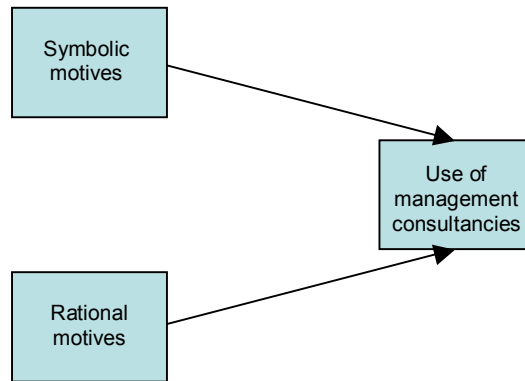 Symbolic
motives
Use of
management
consultancies
Rational
motives